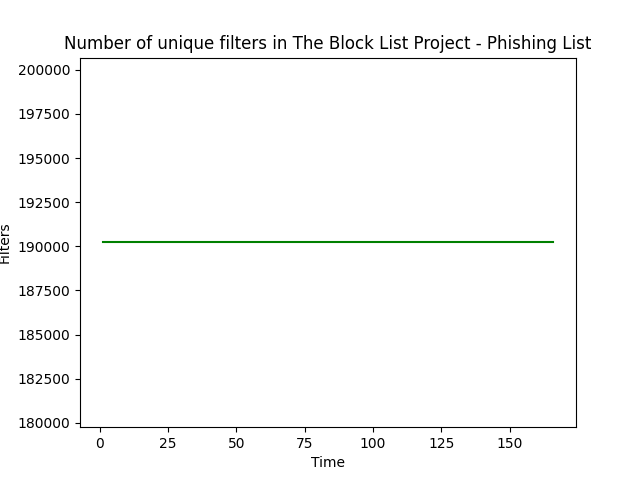 Number of unique filters in The Block List Project - Phishing List
200000
197500
195000
192500
190000
187500
185000
182500
180000
Filters
0 25 50 75 100 125 150
Time